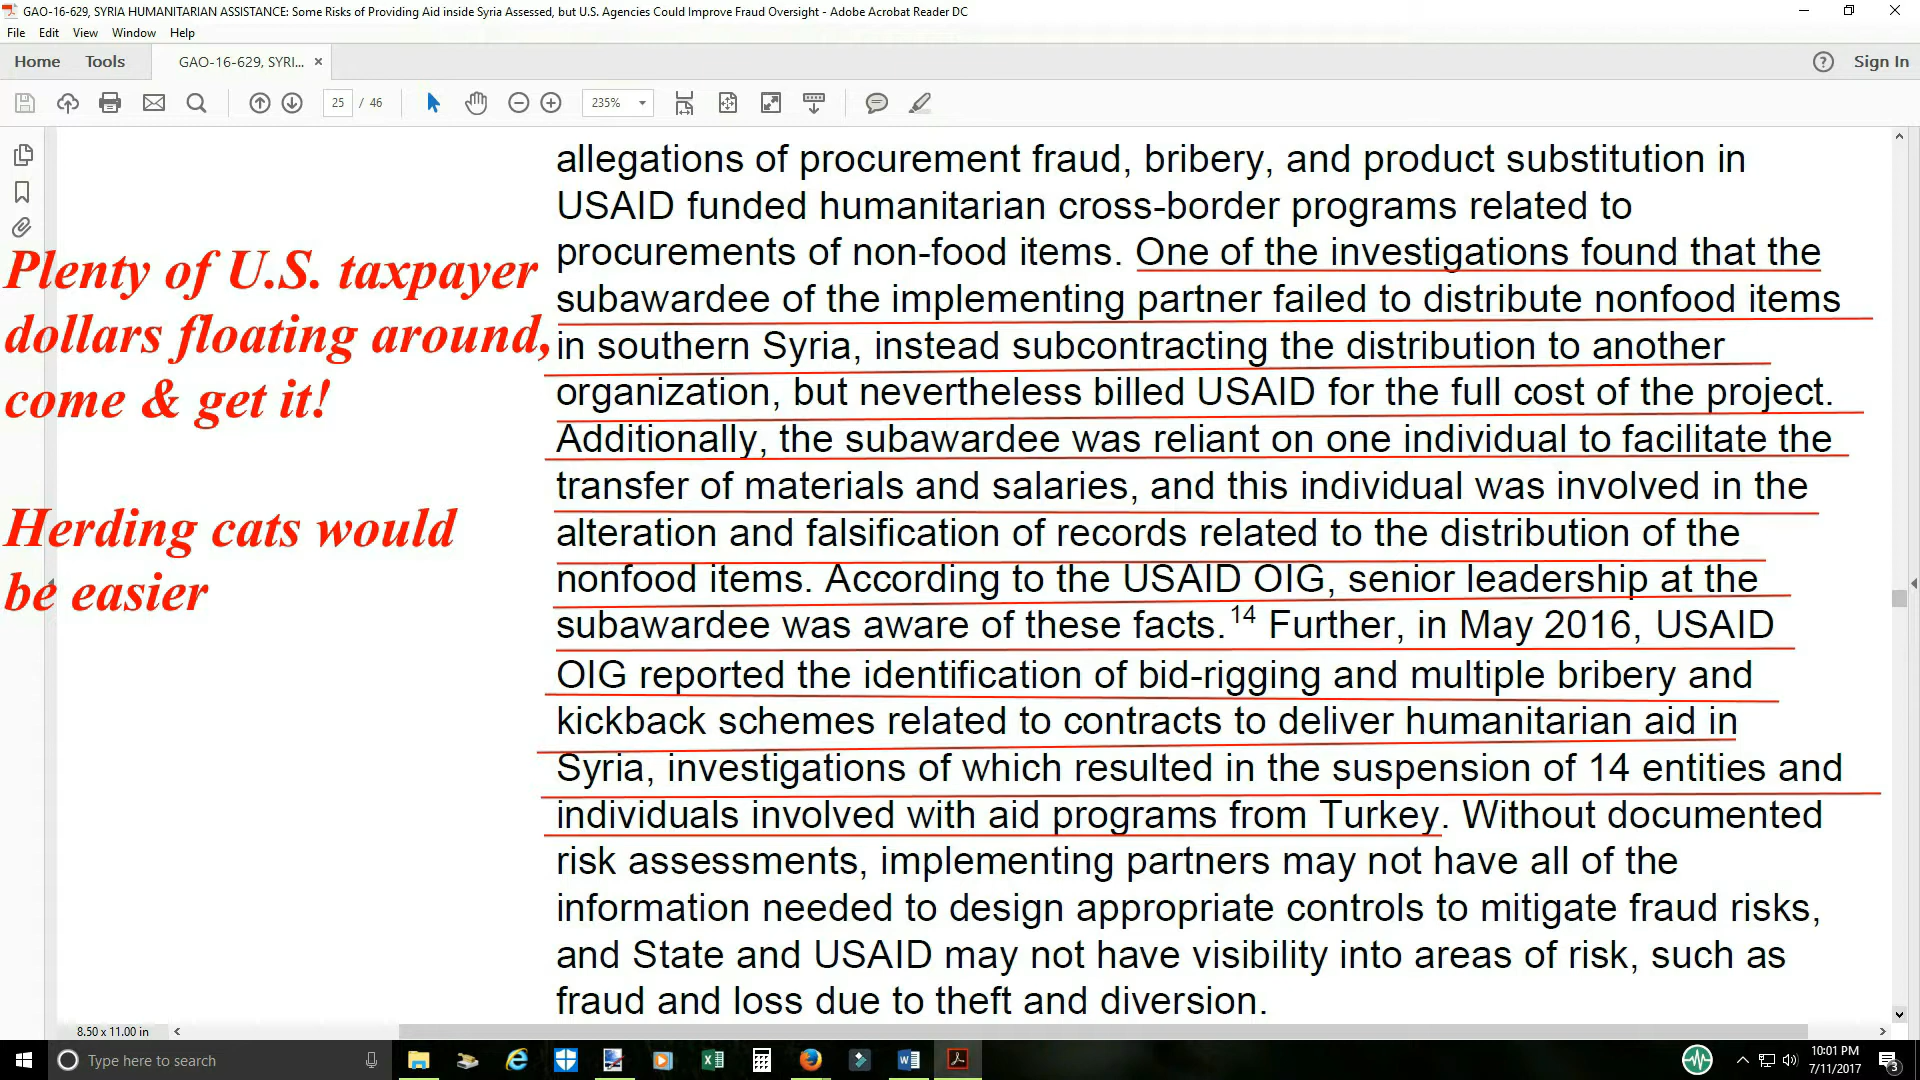 GAO-16-629, SYRIA HUMANITARIAN ASSISTANCE: Some Risks of Providing Aid inside Syria Assessed, but U.S. Agencies Could Improve Fraud Oversight - Adobe Acrobat Reader DC
File Edit View Window Help
Home Tools GAO-16-629, SYRI... × Sign In
25 / 46 235%
Plenty of U.S. taxpayer
dollars floating around,
come & get it!
Herding cats would
be easier
allegations of procurement fraud, bribery, and product substitution in
USAID funded humanitarian cross-border programs related to
procurements of non-food items. One of the investigations found that the
subawardee of the implementing partner failed to distribute nonfood items
in southern Syria, instead subcontracting the distribution to another
organization, but nevertheless billed USAID for the full cost of the project.
Additionally, the subawardee was reliant on one individual to facilitate the
transfer of materials and salaries, and this individual was involved in the
alteration and falsification of records related to the distribution of the
nonfood items. According to the USAID OIG, senior leadership at the
subawardee was aware of these facts.14 Further, in May 2016, USAID
OIG reported the identification of bid-rigging and multiple bribery and
kickback schemes related to contracts to deliver humanitarian aid in
Syria, investigations of which resulted in the suspension of 14 entities and
individuals involved with aid programs from Turkey. Without documented
risk assessments, implementing partners may not have all of the
information needed to design appropriate controls to mitigate fraud risks,
and State and USAID may not have visibility into areas of risk, such as
fraud and loss due to theft and diversion.
8.50 x 11.00 in
Type here to search
10:01 PM
7/11/2017
3